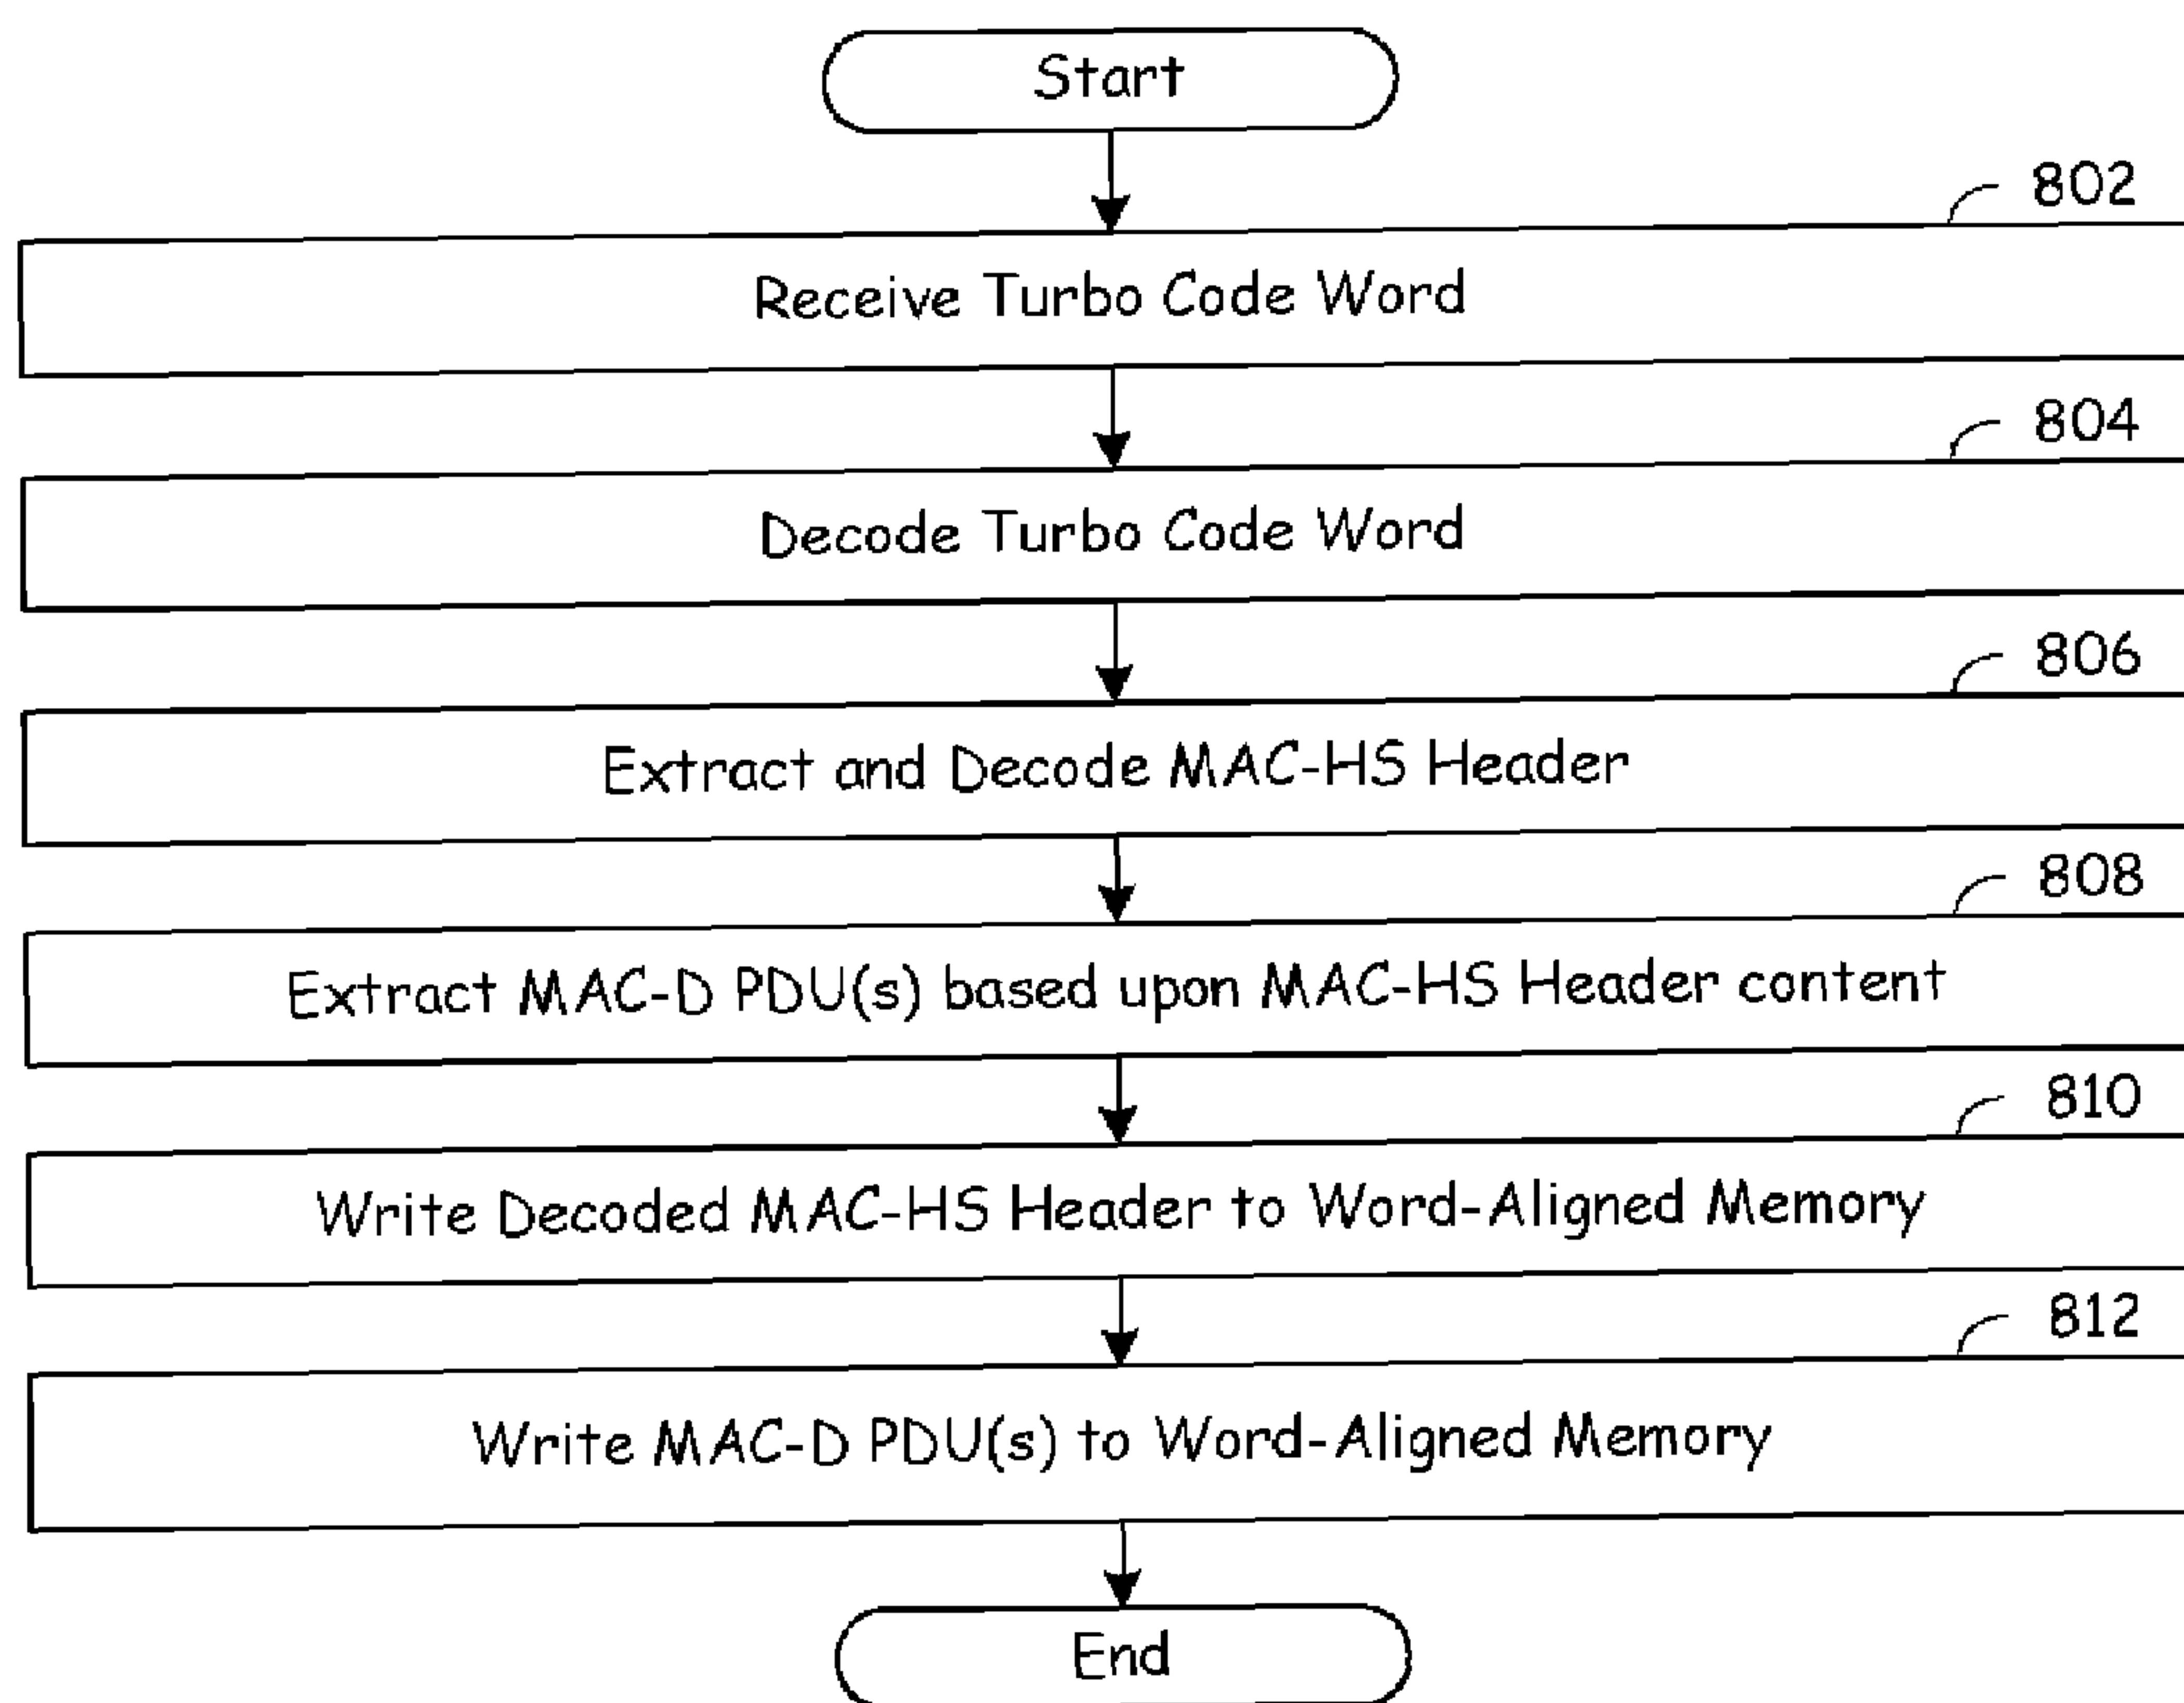 Start
802
Receive Turbo Code Word
804
Decode Turbo Code Word
806
Extract and Decode MAC-HS Header
808
Extract MAC-D PDU(s) based upon MAC-HS Header content
810
Write Decoded MAC-HS Header to Word-Aligned Memory
812
Write MAC-D PDU(s) to Word-Aligned Memory
End